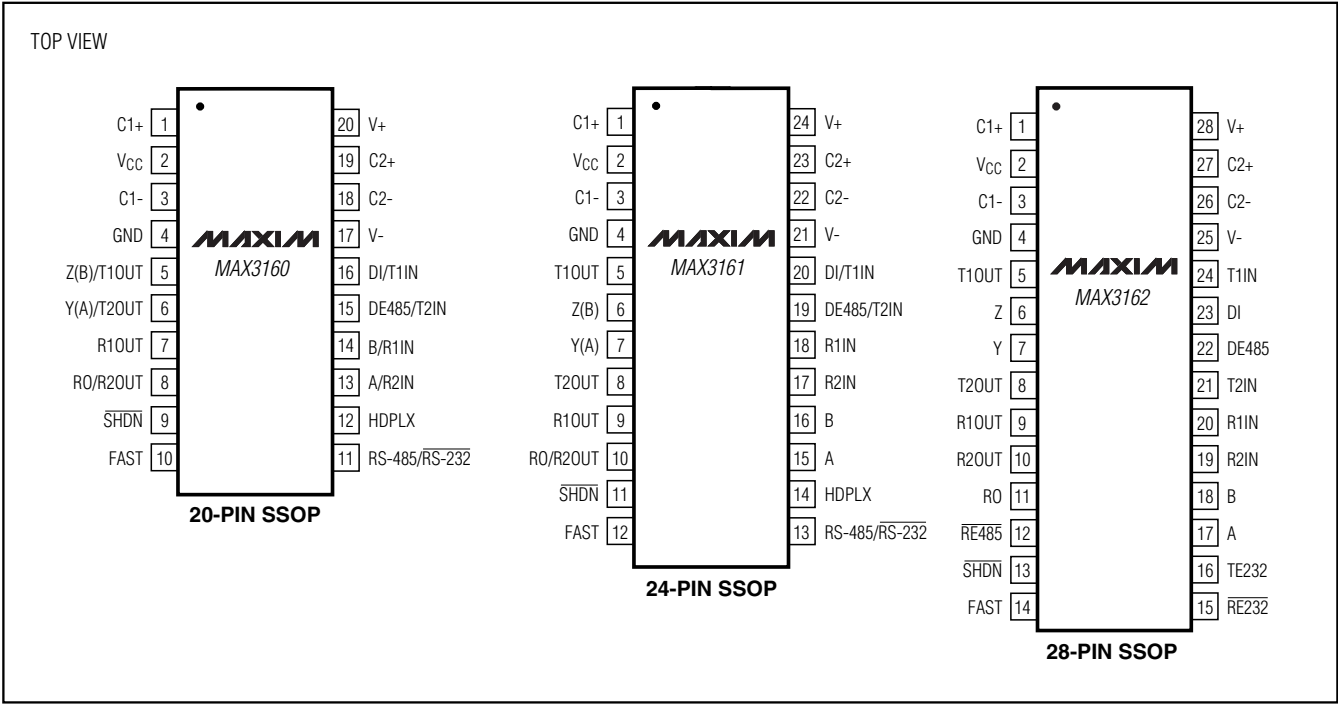 TOP VIEW
C1+ 1
VCC 2
C1- 3
GND 4
Z(B)/T1OUT 5
Y(A)/T2OUT 6
R1OUT 7
RO/R2OUT 8
SHDN 9
FAST 10
20 V+
19 C2+
18 C2-
17 V-
16 DI/T1IN
15 DE485/T2IN
14 B/R1IN
13 A/R2IN
12 HDPLX
11 RS-485/RS-232
MAXIM
MAX3160
20-PIN SSOP
C1+ 1
VCC 2
C1- 3
GND 4
T1OUT 5
Z(B) 6
Y(A) 7
T2OUT 8
R1OUT 9
RO/R2OUT 10
SHDN 11
FAST 12
24 V+
23 C2+
22 C2-
21 V-
20 DI/T1IN
19 DE485/T2IN
18 R1IN
17 R2IN
16 B
15 A
14 HDPLX
13 RS-485/RS-232
MAXIM
MAX3161
24-PIN SSOP
C1+ 1
VCC 2
C1- 3
GND 4
T1OUT 5
Z 6
Y 7
T2OUT 8
R1OUT 9
R2OUT 10
RO 11
RE485 12
SHDN 13
FAST 14
28 V+
27 C2+
26 C2-
25 V-
24 T1IN
23 DI
22 DE485
21 T2IN
20 R1IN
19 R2IN
18 B
17 A
16 TE232
15 RE232
MAXIM
MAX3162
28-PIN SSOP